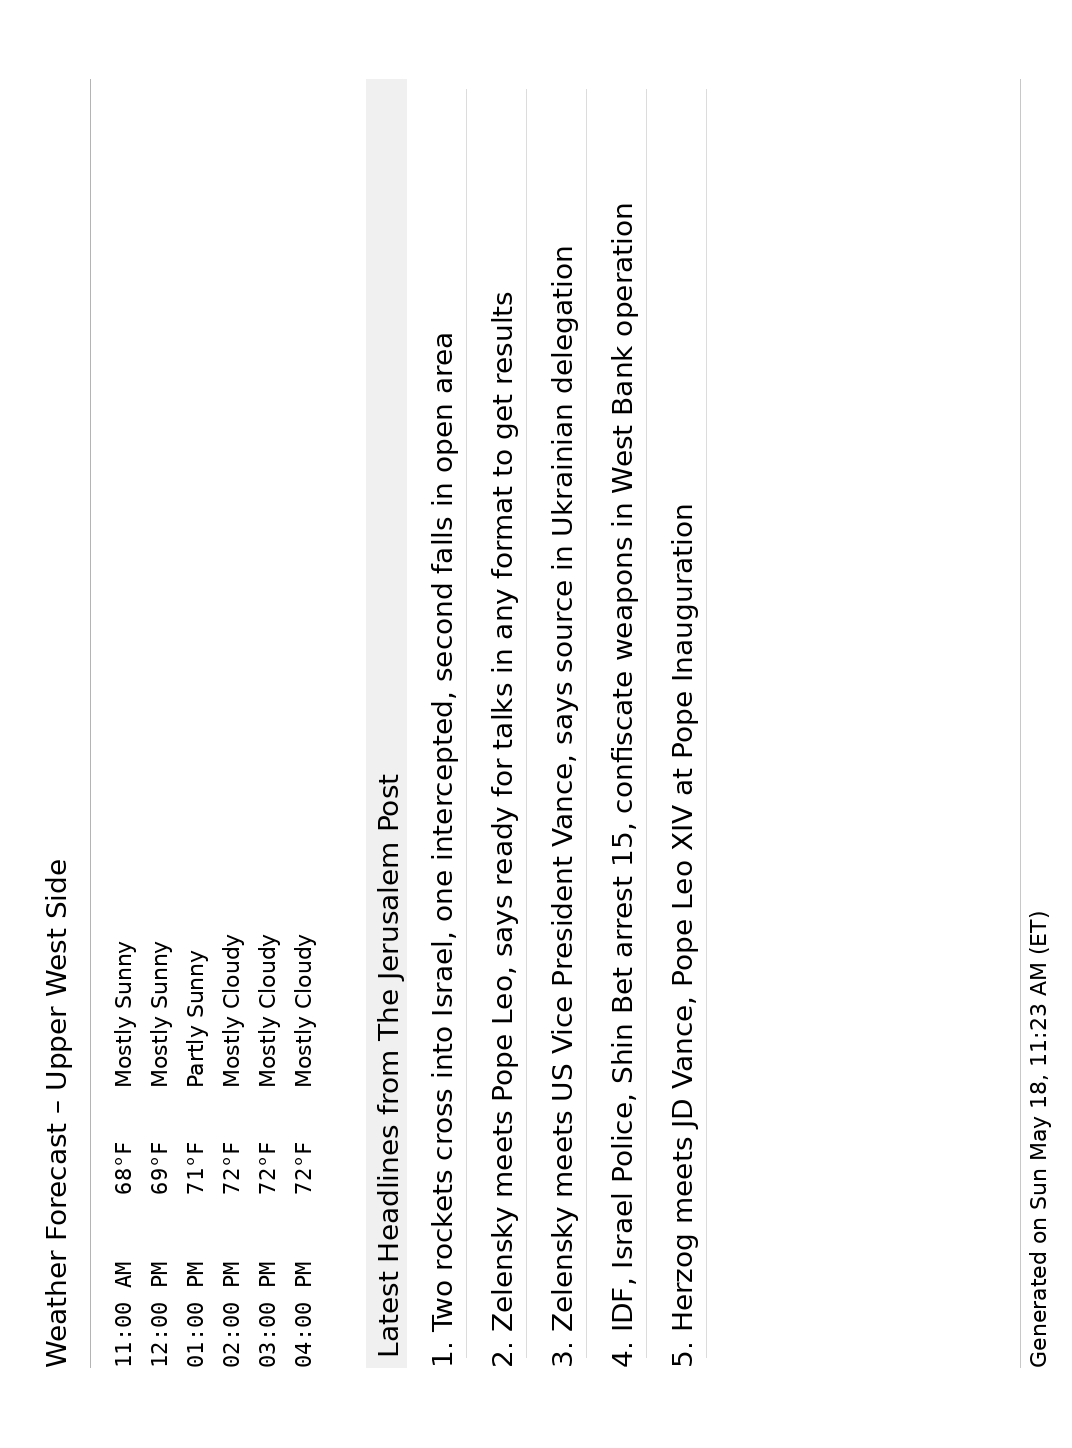 Weather Forecast – Upper West Side
11:00 AM 68°F Mostly Sunny
12:00 PM 69°F Mostly Sunny
01:00 PM 71°F Partly Sunny
02:00 PM 72°F Mostly Cloudy
03:00 PM 72°F Mostly Cloudy
04:00 PM 72°F Mostly Cloudy
Latest Headlines from The Jerusalem Post
1. Two rockets cross into Israel, one intercepted, second falls in open area
2. Zelensky meets Pope Leo, says ready for talks in any format to get results
3. Zelensky meets US Vice President Vance, says source in Ukrainian delegation
4. IDF, Israel Police, Shin Bet arrest 15, confiscate weapons in West Bank operation
5. Herzog meets JD Vance, Pope Leo XIV at Pope Inauguration
Generated on Sun May 18, 11:23 AM (ET)